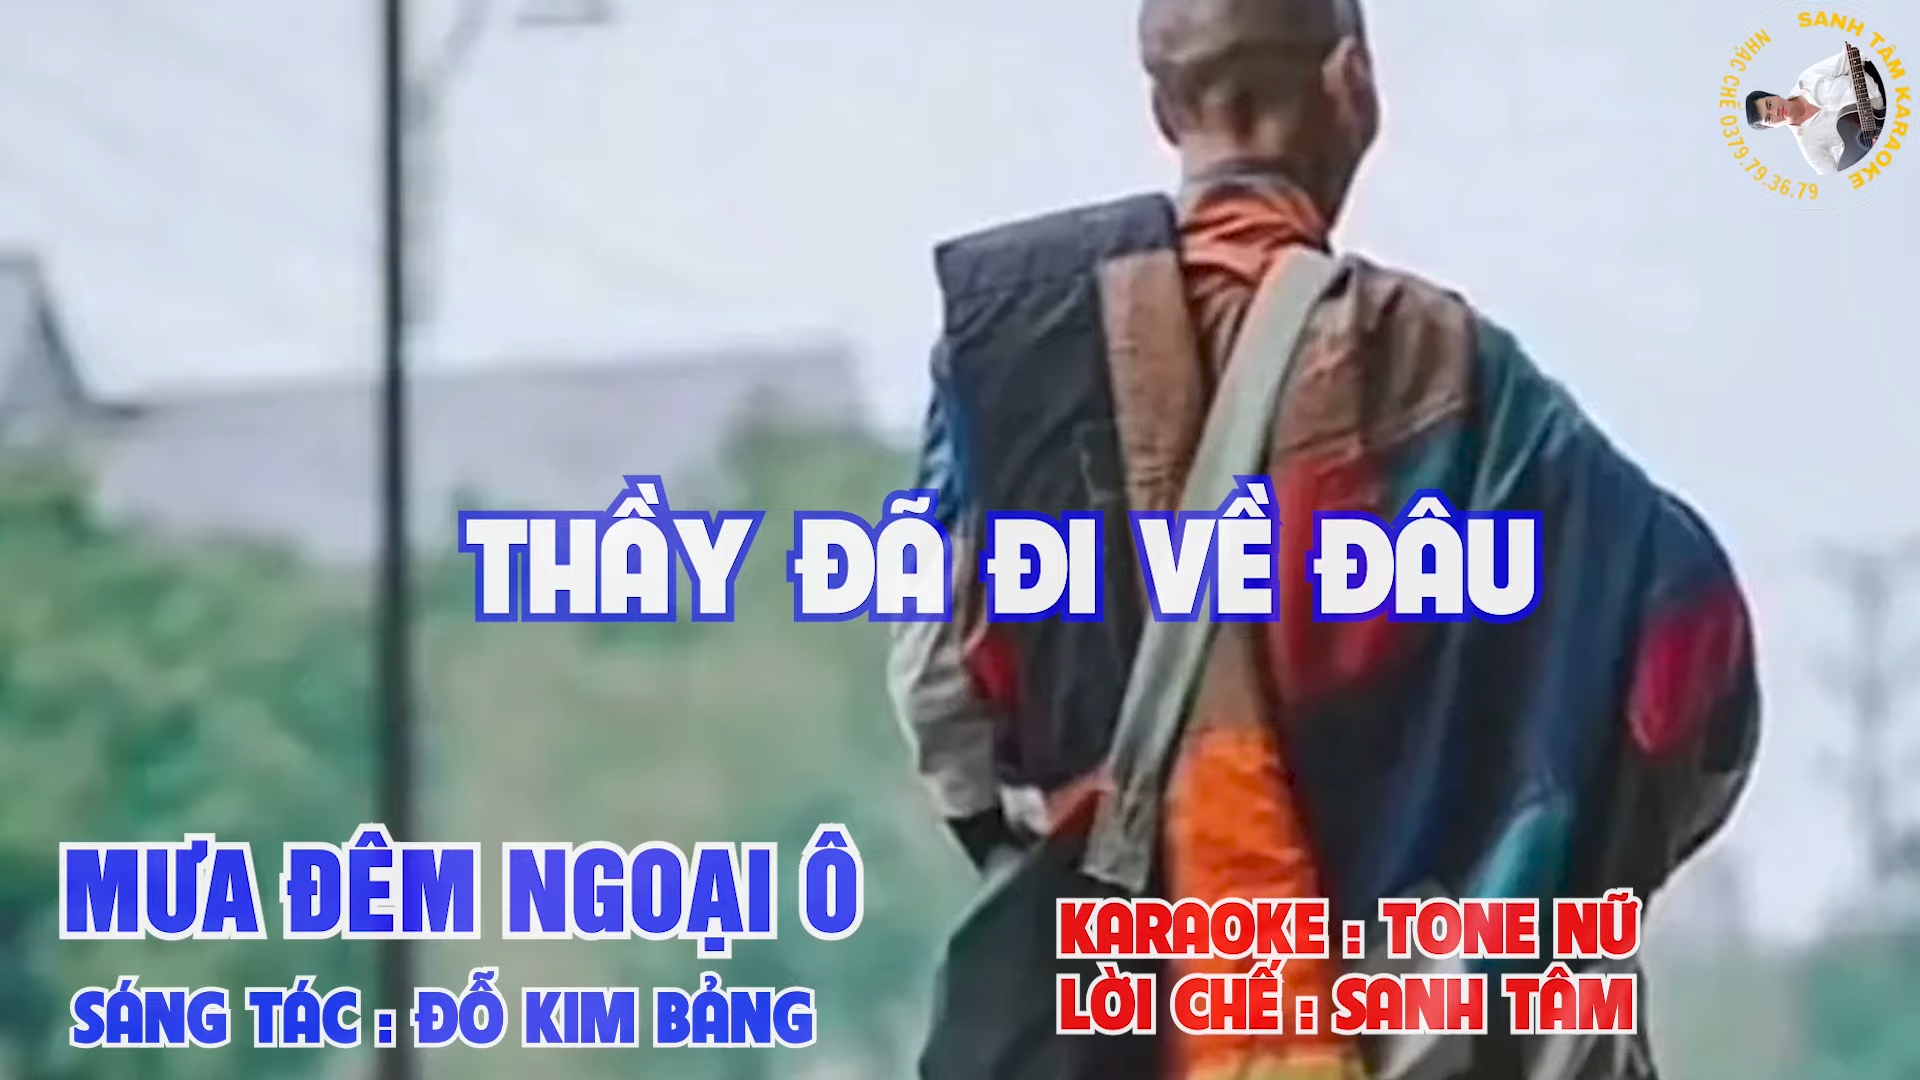 SANH TÂM KARAOKE
NHẠC CHẾ 0379.79.36.79
THẦY ĐÃ ĐI VỀ ĐÂU
MƯA ĐÊM NGOẠI Ô
SÁNG TÁC : ĐỖ KIM BẢNG
KARAOKE : TONE NỮ
LỜI CHẾ : SANH TÂM